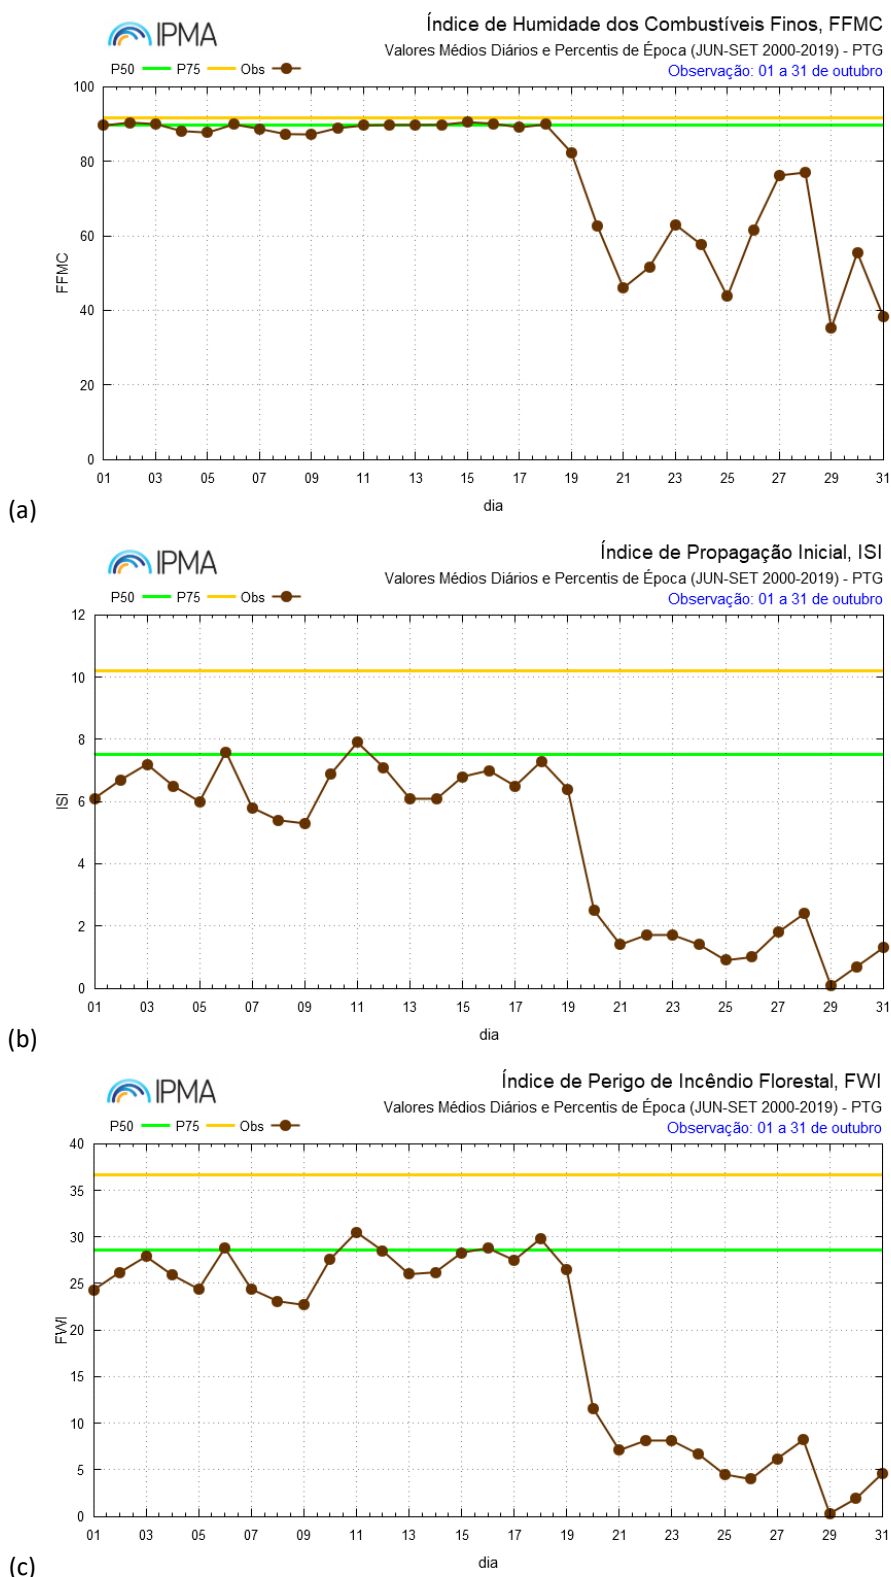 IPMA
Índice de Humidade dos Combustíveis Finos, FFMC
Valores Médios Diários e Percentis de Época (JUN-SET 2000-2019) - PTG
P50 P75 Obs
Observação: 01 a 31 de outubro
100
80
60
40
20
0
FFMC
01 03 05 07 09 11 13 15 17 19 21 23 25 27 29 31
dia
(a)
IPMA
Índice de Propagação Inicial, ISI
Valores Médios Diários e Percentis de Época (JUN-SET 2000-2019) - PTG
P50 P75 Obs
Observação: 01 a 31 de outubro
12
10
8
6
4
2
0
ISI
01 03 05 07 09 11 13 15 17 19 21 23 25 27 29 31
dia
(b)
IPMA
Índice de Perigo de Incêndio Florestal, FWI
Valores Médios Diários e Percentis de Época (JUN-SET 2000-2019) - PTG
P50 P75 Obs
Observação: 01 a 31 de outubro
40
35
30
25
20
15
10
5
0
FWI
01 03 05 07 09 11 13 15 17 19 21 23 25 27 29 31
dia
(c)